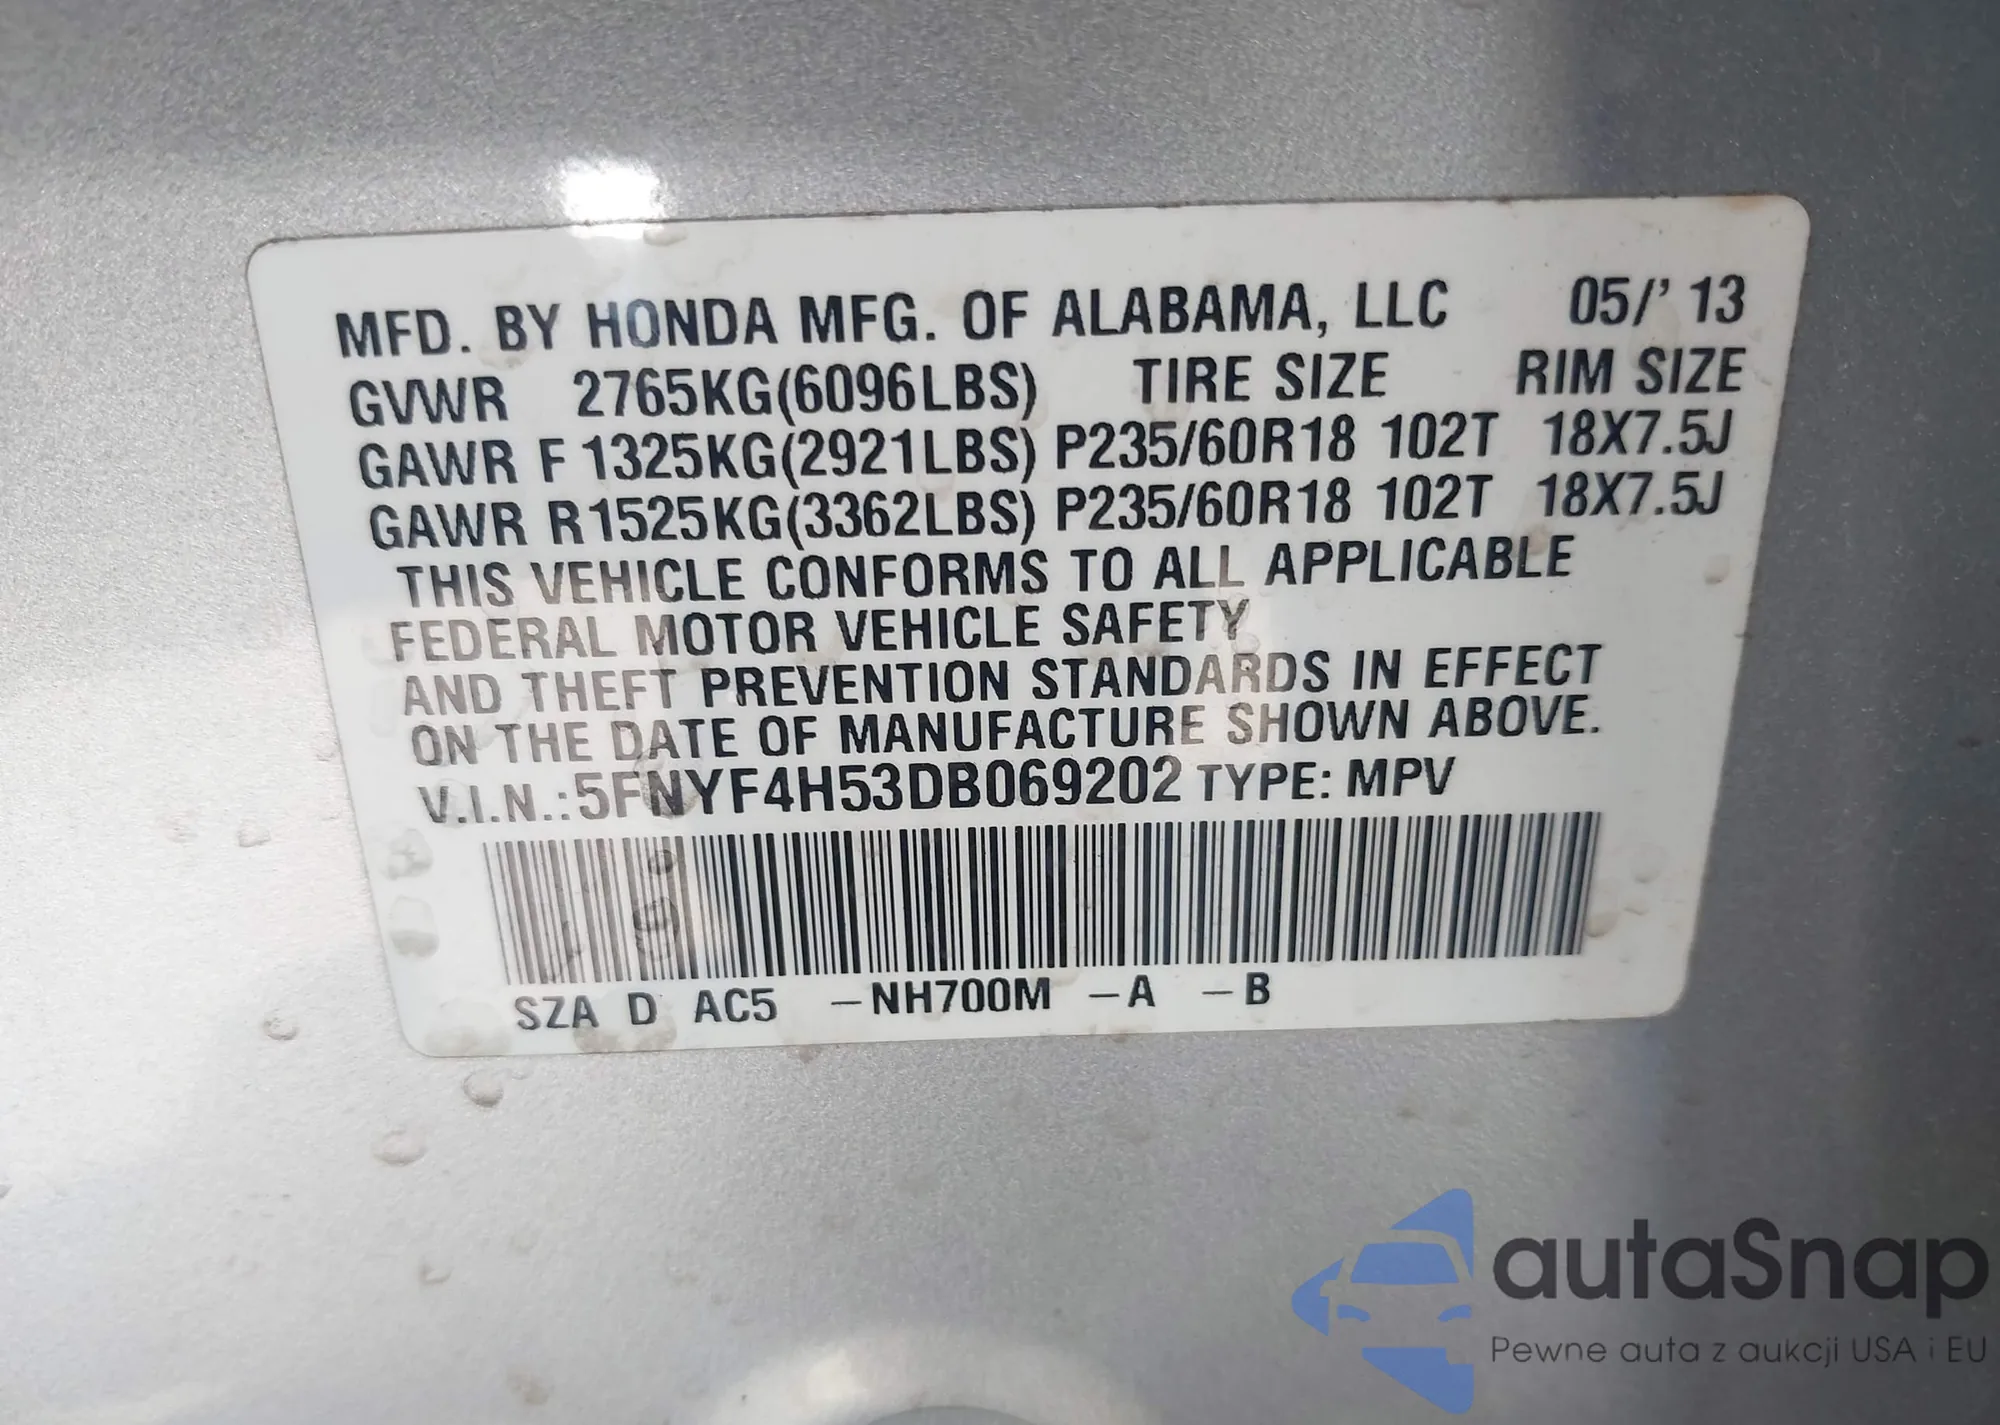 MFD. BY HONDA MFG. OF ALABAMA, LLC 05/' 13
GVWR 2765KG(6096LBS) TIRE SIZE RIM SIZE
GAWR F 1325KG(2921LBS) P235/60R18 102T 18X7.5J
GAWR R 1525KG(3362LBS) P235/60R18 102T 18X7.5J
THIS VEHICLE CONFORMS TO ALL APPLICABLE
FEDERAL MOTOR VEHICLE SAFETY
AND THEFT PREVENTION STANDARDS IN EFFECT
ON THE DATE OF MANUFACTURE SHOWN ABOVE.
V.I.N.:5FNYF4H53DB069202 TYPE: MPV
SZA D AC5 –NH700M –A –B
autaSnap
Pewne auta z aukcji USA i EU